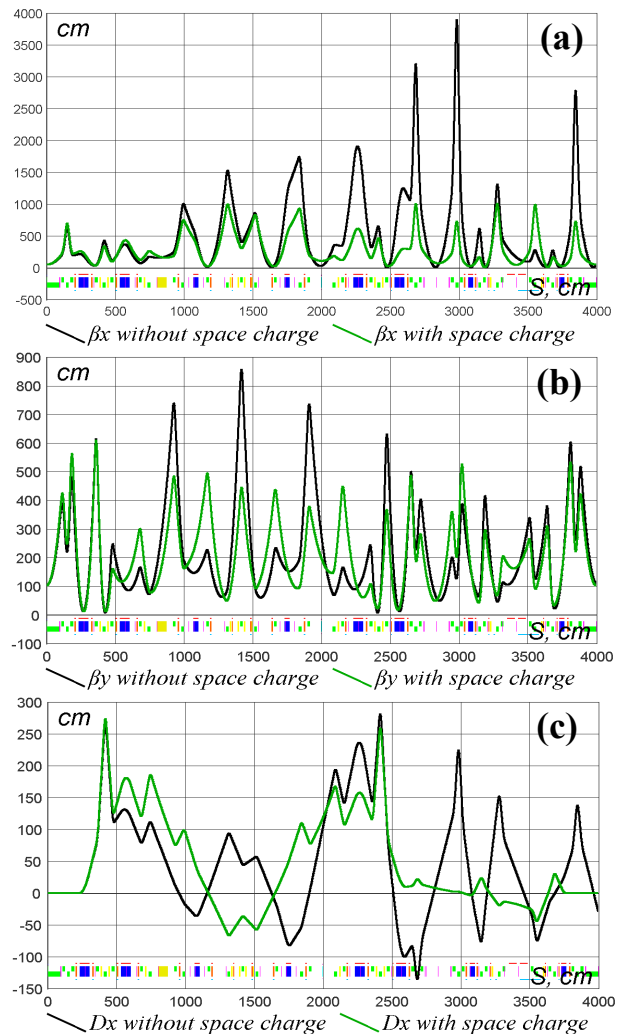 cm
(a)
4000
3500
3000
2500
2000
1500
1000
500
0
-500
S, cm
0 500 1000 1500 2000 2500 3000 3500 4000
βx without space charge βx with space charge
cm
(b)
900
800
700
600
500
400
300
200
100
0
-100
S, cm
0 500 1000 1500 2000 2500 3000 3500 4000
βy without space charge βy with space charge
cm
(c)
300
250
200
150
100
50
0
-50
-100
-150
S, cm
0 500 1000 1500 2000 2500 3000 3500 4000
Dx without space charge Dx with space charge